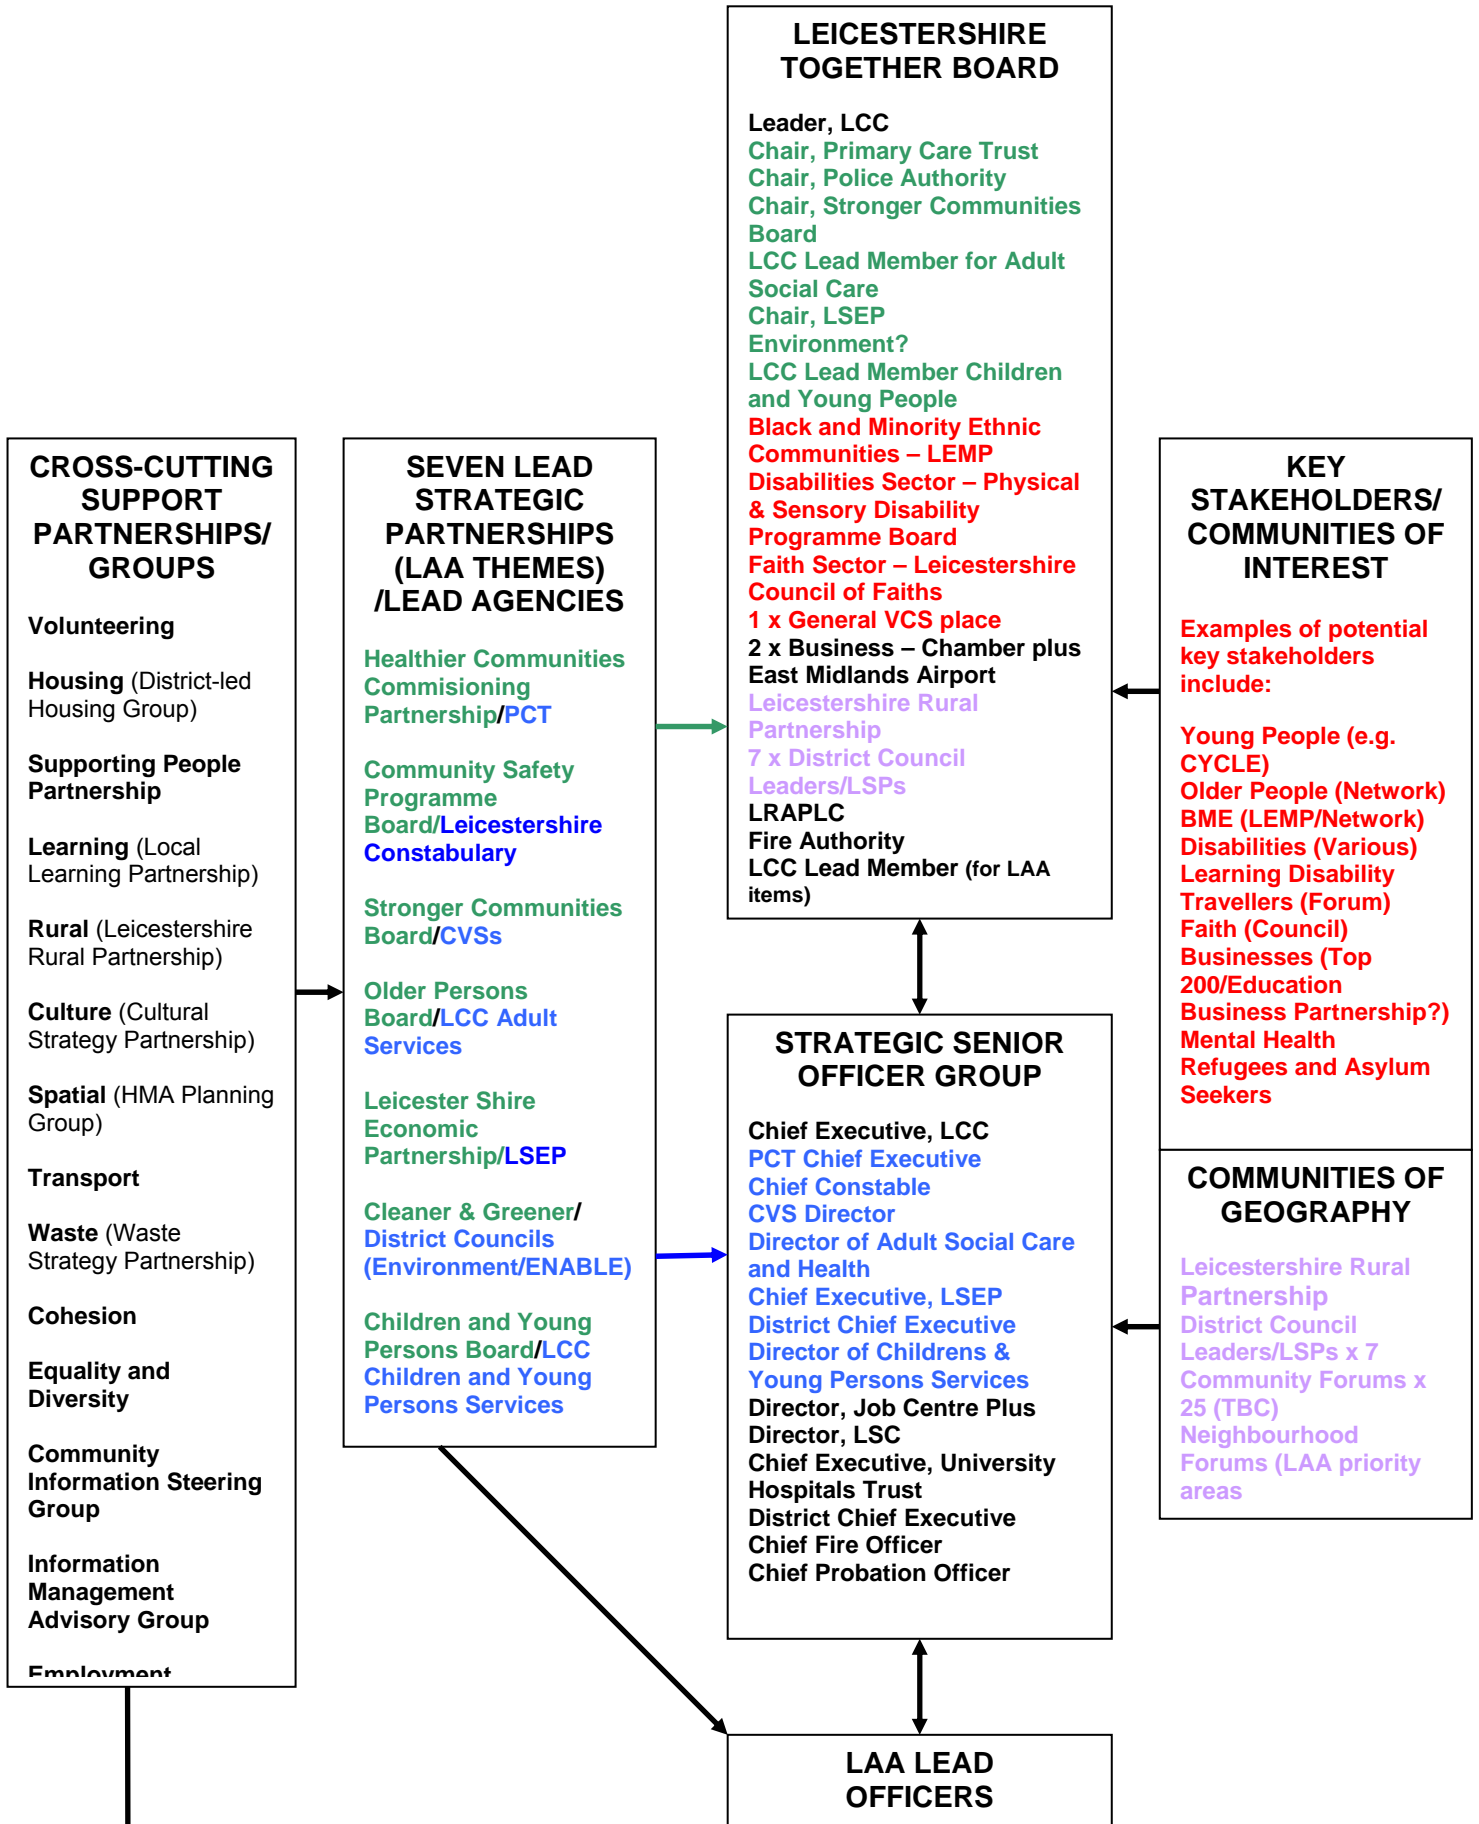 LEICESTERSHIRE
TOGETHER BOARD
Leader, LCC
Chair, Primary Care Trust
Chair, Police Authority
Chair, Stronger Communities
Board
LCC Lead Member for Adult
Social Care
Chair, LSEP
Environment?
LCC Lead Member Children
and Young People
Black and Minority Ethnic
Communities – LEMP
Disabilities Sector – Physical
& Sensory Disability
Programme Board
Faith Sector – Leicestershire
Council of Faiths
1 x General VCS place
2 x Business – Chamber plus
East Midlands Airport
Leicestershire Rural
Partnership
7 x District Council
Leaders/LSPs
LRAPLC
Fire Authority
LCC Lead Member (for LAA
items)
CROSS-CUTTING
SUPPORT
PARTNERSHIPS/
GROUPS
Volunteering
Housing (District-led
Housing Group)
Supporting People
Partnership
Learning (Local
Learning Partnership)
Rural (Leicestershire
Rural Partnership)
Culture (Cultural
Strategy Partnership)
Spatial (HMA Planning
Group)
Transport
Waste (Waste
Strategy Partnership)
Cohesion
Equality and
Diversity
Community
Information Steering
Group
Information
Management
Advisory Group
Employment
SEVEN LEAD
STRATEGIC
PARTNERSHIPS
(LAA THEMES)
/LEAD AGENCIES
Healthier Communities
Commisioning
Partnership/PCT
Community Safety
Programme
Board/Leicestershire
Constabulary
Stronger Communities
Board/CVSs
Older Persons
Board/LCC Adult
Services
Leicester Shire
Economic
Partnership/LSEP
Cleaner & Greener/
District Councils
(Environment/ENABLE)
Children and Young
Persons Board/LCC
Children and Young
Persons Services
KEY
STAKEHOLDERS/
COMMUNITIES OF
INTEREST
Examples of potential
key stakeholders
include:
Young People (e.g.
CYCLE)
Older People (Network)
BME (LEMP/Network)
Disabilities (Various)
Learning Disability
Travellers (Forum)
Faith (Council)
Businesses (Top
200/Education
Business Partnership?)
Mental Health
Refugees and Asylum
Seekers
STRATEGIC SENIOR
OFFICER GROUP
Chief Executive, LCC
PCT Chief Executive
Chief Constable
CVS Director
Director of Adult Social Care
and Health
Chief Executive, LSEP
District Chief Executive
Director of Childrens &
Young Persons Services
Director, Job Centre Plus
Director, LSC
Chief Executive, University
Hospitals Trust
District Chief Executive
Chief Fire Officer
Chief Probation Officer
COMMUNITIES OF
GEOGRAPHY
Leicestershire Rural
Partnership
District Council
Leaders/LSPs x 7
Community Forums x
25 (TBC)
Neighbourhood
Forums (LAA priority
areas
LAA LEAD
OFFICERS